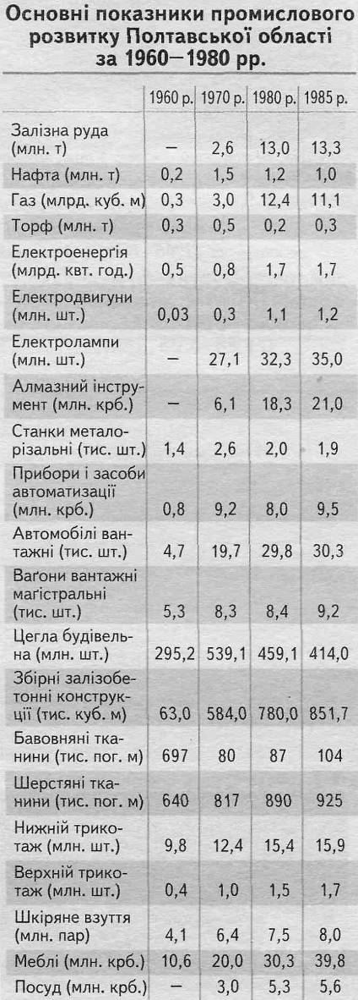 Основні показники промислового
розвитку Полтавської області
за 1960—1980 рр.
1960 р. 1970 р. 1980 р. 1985 р.
Залізна руда
(млн. т) — 2,6 13,0 13,3
Нафта (млн. т) 0,2 1,5 1,2 1,0
Газ (млрд. куб. м) 0,3 3,0 12,4 11,1
Торф (млн. т) 0,3 0,5 0,2 0,3
Електроенергія
(млрд. квт. год.) 0,5 0,8 1,7 1,7
Електродвигуни
(млн. шт.) 0,03 0,3 1,1 1,2
Електролампи
(млн. шт.) — 27,1 32,3 35,0
Алмазний інстру-
мент (млн. крб.) — 6,1 18,3 21,0
Станки метало-
різальні (тис. шт.) 1,4 2,6 2,0 1,9
Прибори і засоби
автоматизації
(млн. крб.) 0,8 9,2 8,0 9,5
Автомобілі ван-
тажні (тис. шт.) 4,7 19,7 29,8 30,3
Ваґони вантажні
маґістральні
(тис. шт.) 5,3 8,3 8,4 9,2
Цегла будівель-
на (млн. шт.) 295,2 539,1 459,1 414,0
Збірні залізобе-
тонні конструк-
ції (тис. куб. м) 63,0 584,0 780,0 851,7
Бавовняні тка-
нини (тис. пог. м) 697 80 87 104
Шерстяні тка-
нини (тис. пог. м) 640 817 890 925
Нижній трико-
таж (млн. шт.) 9,8 12,4 15,4 15,9
Верхній трико-
таж (млн. шт.) 0,4 1,0 1,5 1,7
Шкіряне взуття
(млн. пар) 4,1 6,4 7,5 8,0
Меблі (млн. крб.) 10,6 20,0 30,3 39,8
Посуд (млн. крб.) — 3,0 5,3 5,6